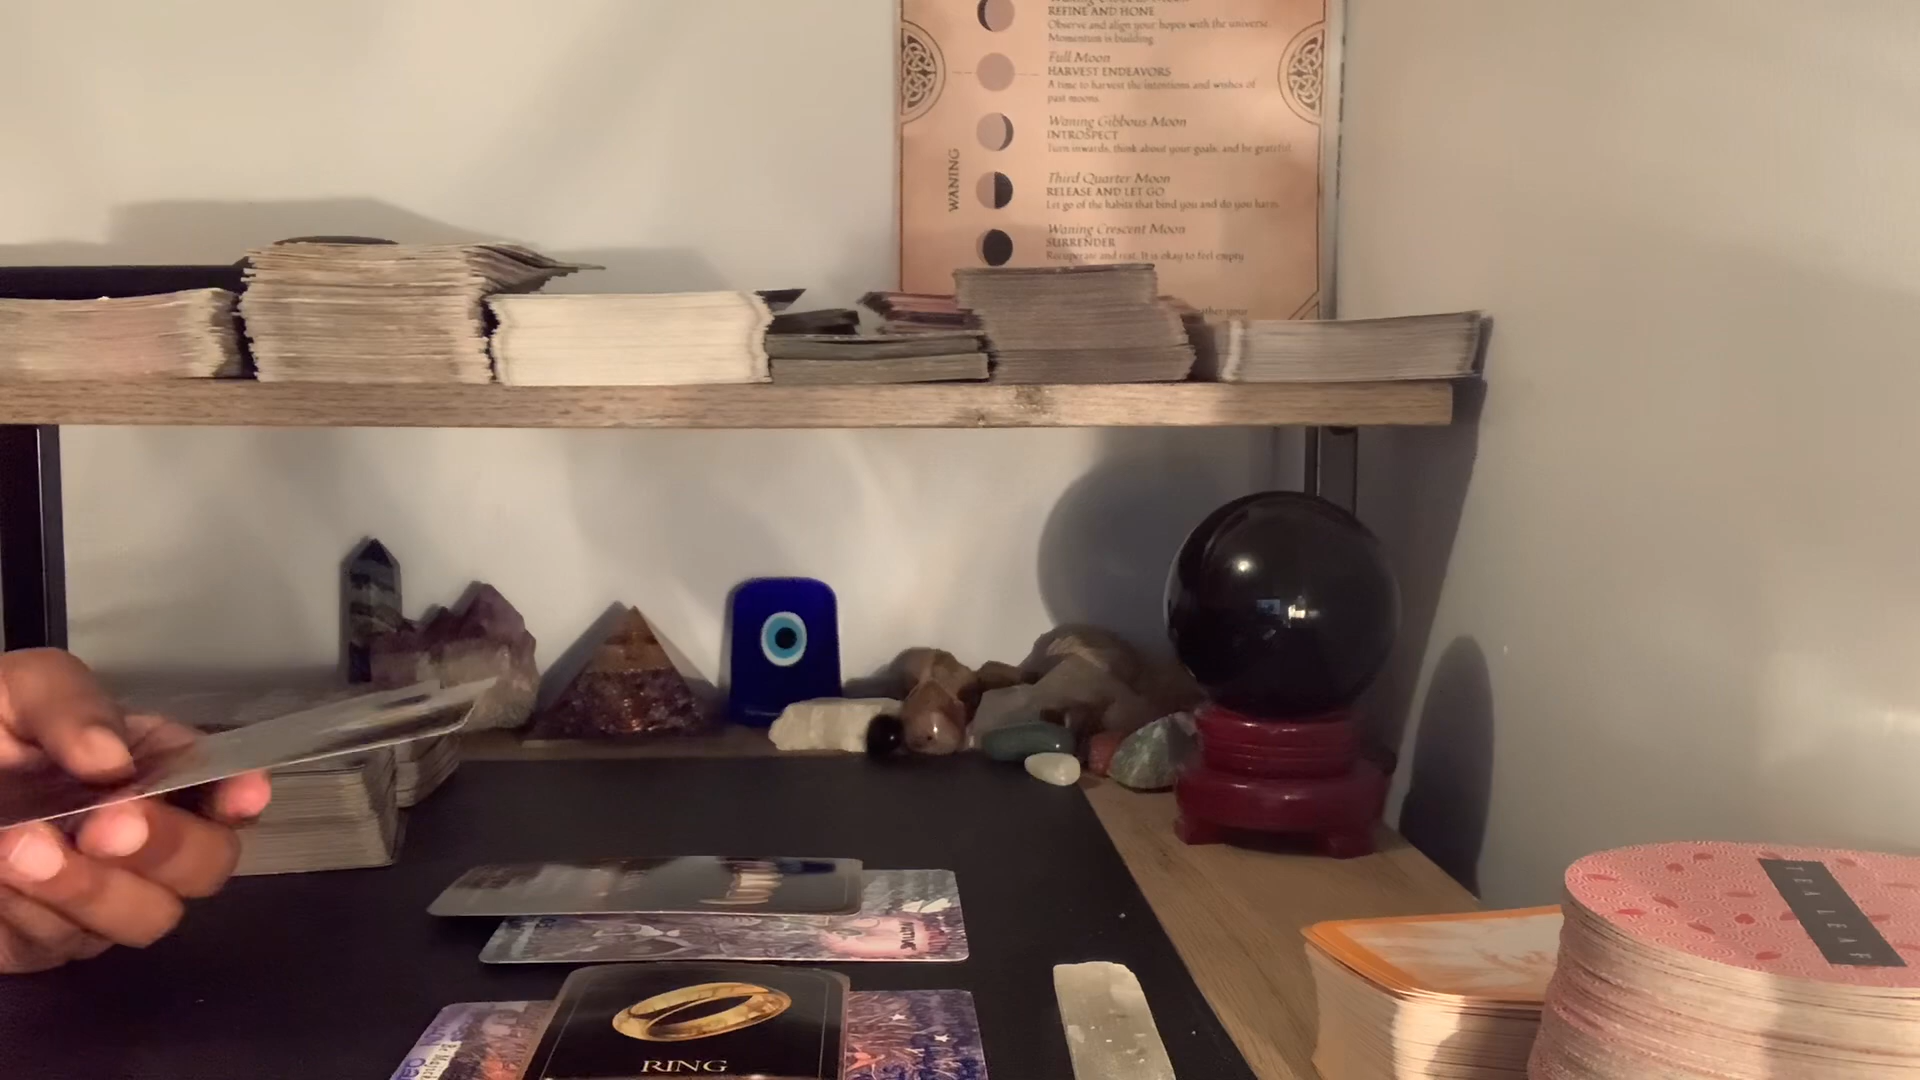 REFINE AND HONE
Observe and align your hopes with the universe.
Momentum is building.
Full Moon
HARVEST ENDEAVORS
A time to harvest the intentions and wishes of
past moons.
WANING
Waning Gibbous Moon
INTROSPECT
Turn inwards, think about your goals, and be grateful.
Third Quarter Moon
RELEASE AND LET GO
Let go of the habits that bind you and do you harm.
Waning Crescent Moon
SURRENDER
Recuperate and rest. It is okay to feel empty.
TEA LEAF
RING